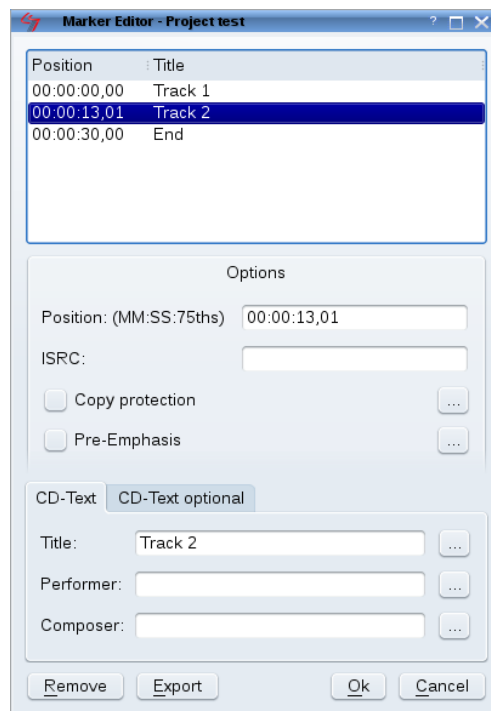 Marker Editor - Project test
Position Title
00:00:00,00 Track 1
00:00:13,01 Track 2
00:00:30,00 End
Options
Position: (MM:SS:75ths) 00:00:13,01
ISRC:
Copy protection ...
Pre-Emphasis ...
CD-Text CD-Text optional
Title: Track 2 ...
Performer: ...
Composer: ...
Remove Export Ok Cancel